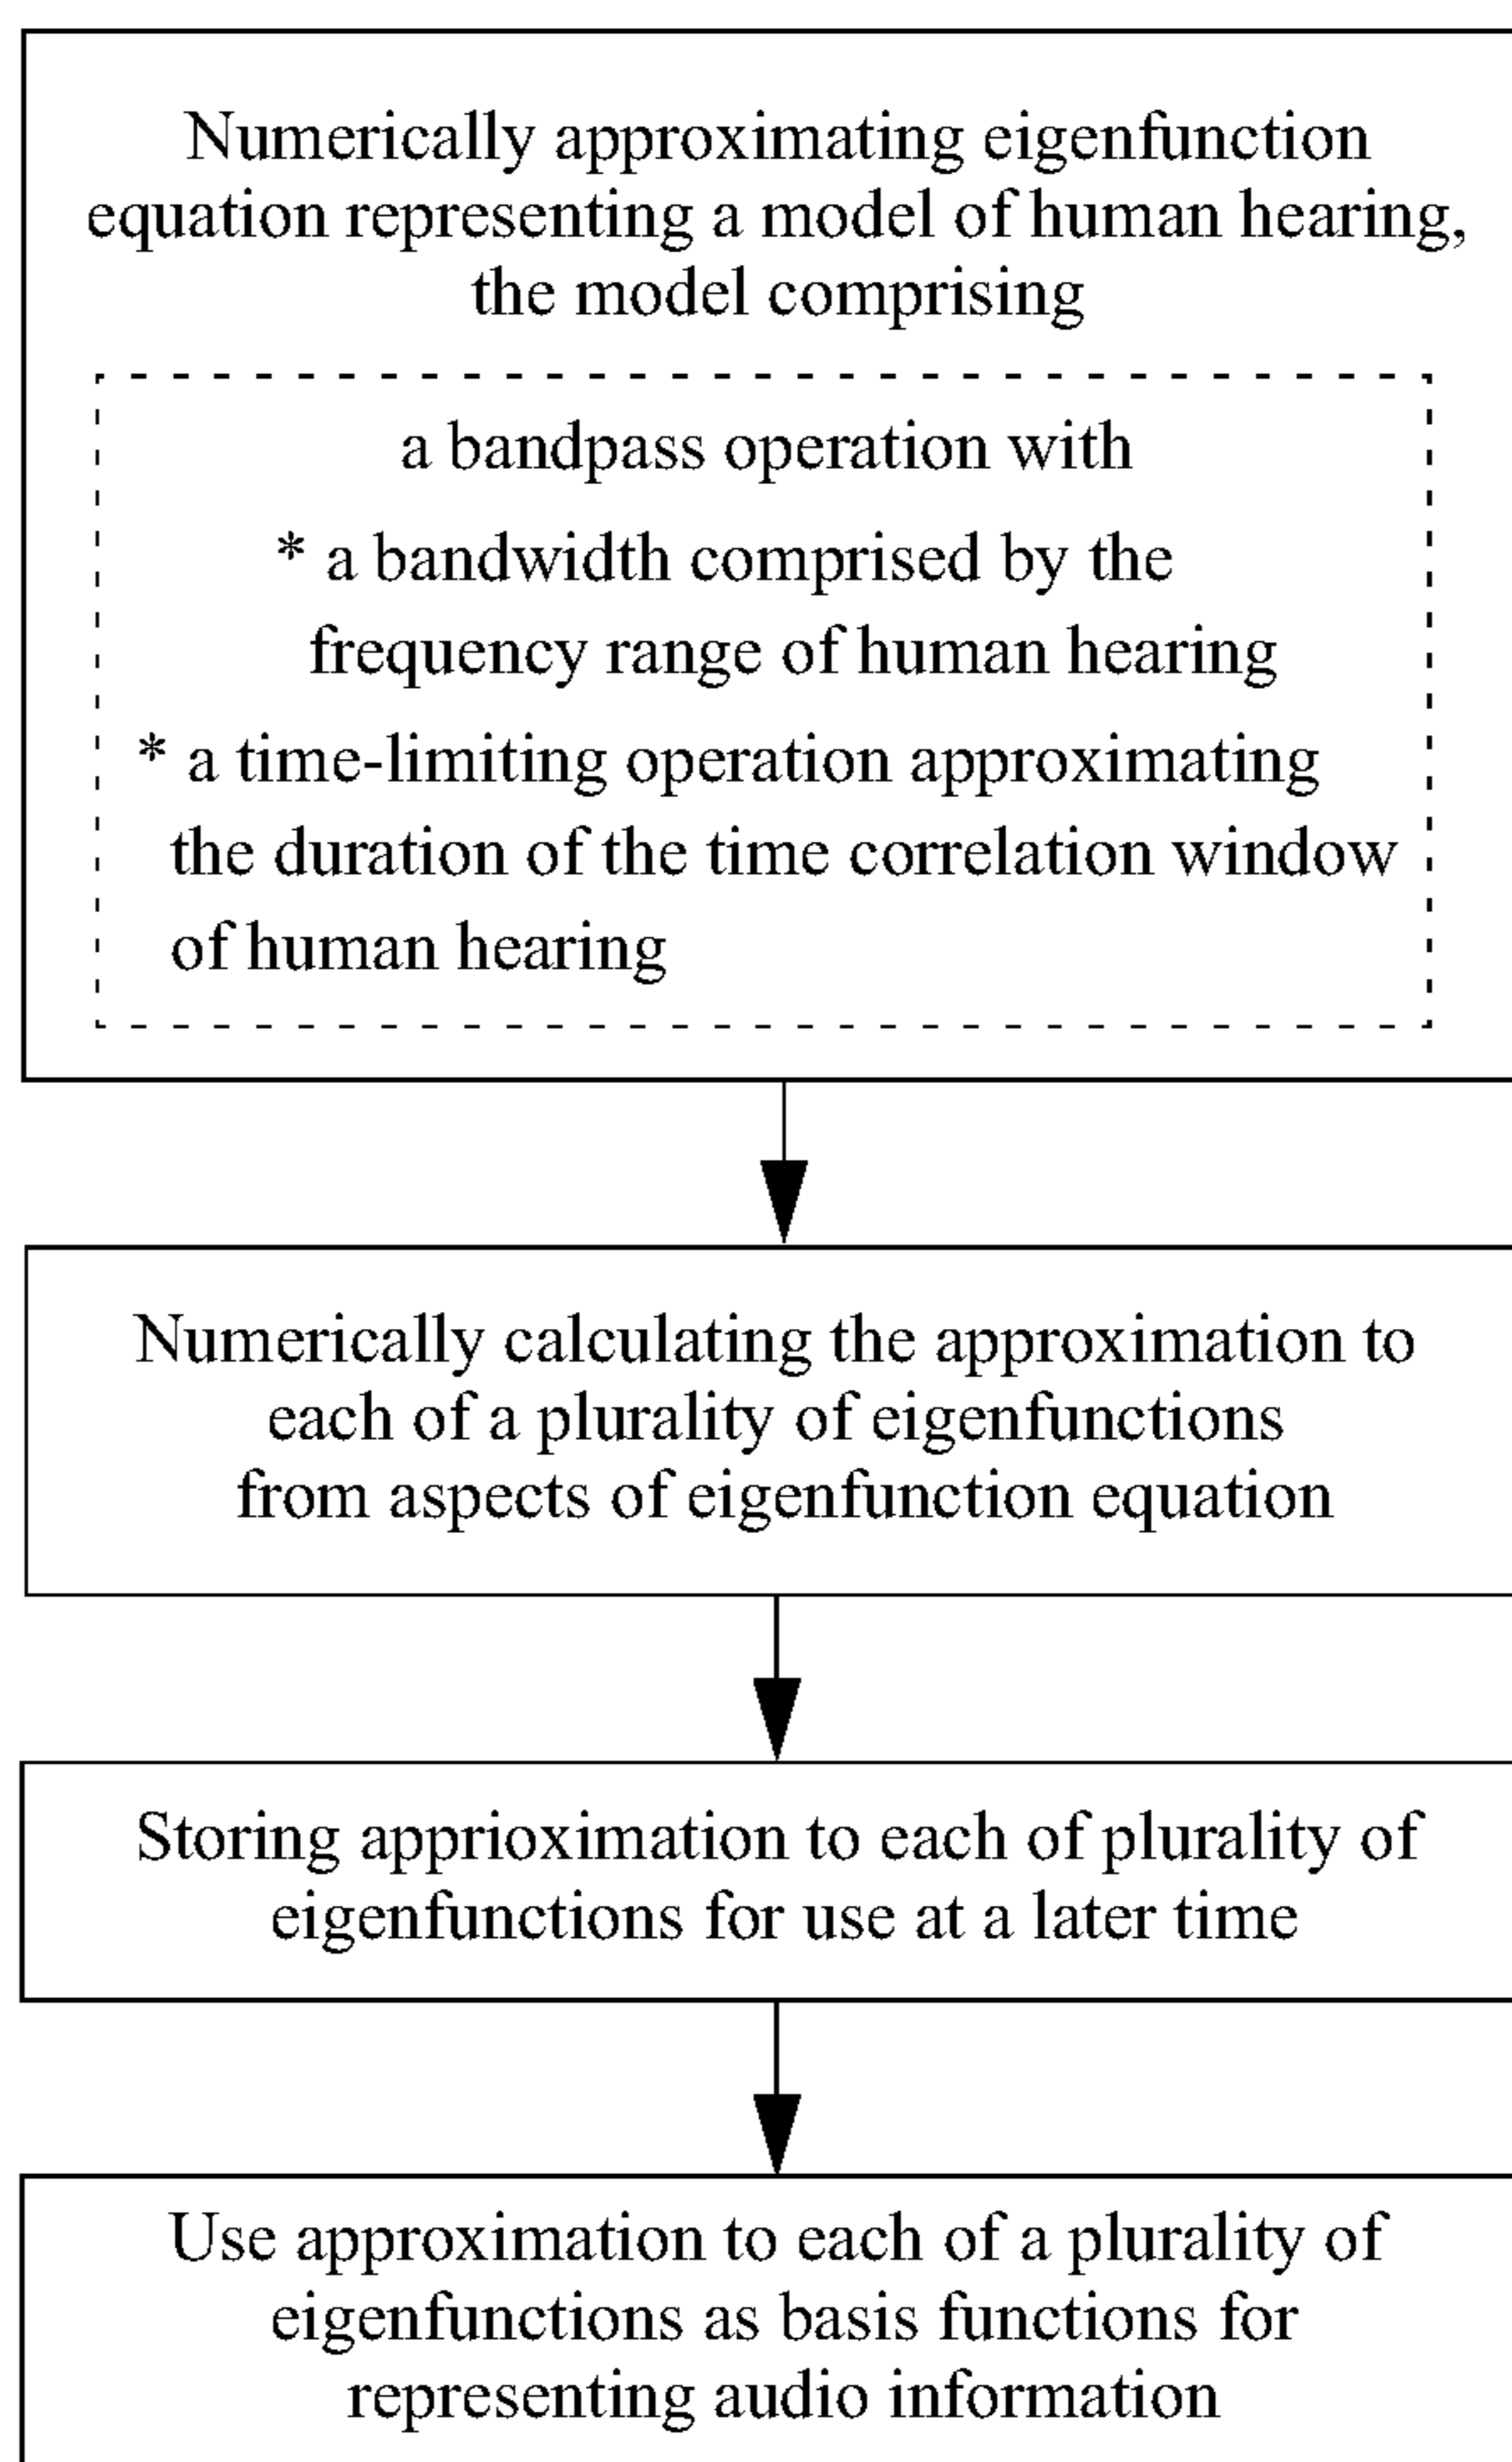 Numerically approximating eigenfunction
equation representing a model of human hearing,
the model comprising
a bandpass operation with
* a bandwidth comprised by the
frequency range of human hearing
* a time-limiting operation approximating
the duration of the time correlation window
of human hearing
Numerically calculating the approximation to
each of a plurality of eigenfunctions
from aspects of eigenfunction equation
Storing apprioximation to each of plurality of
eigenfunctions for use at a later time
Use approximation to each of a plurality of
eigenfunctions as basis functions for
representing audio information